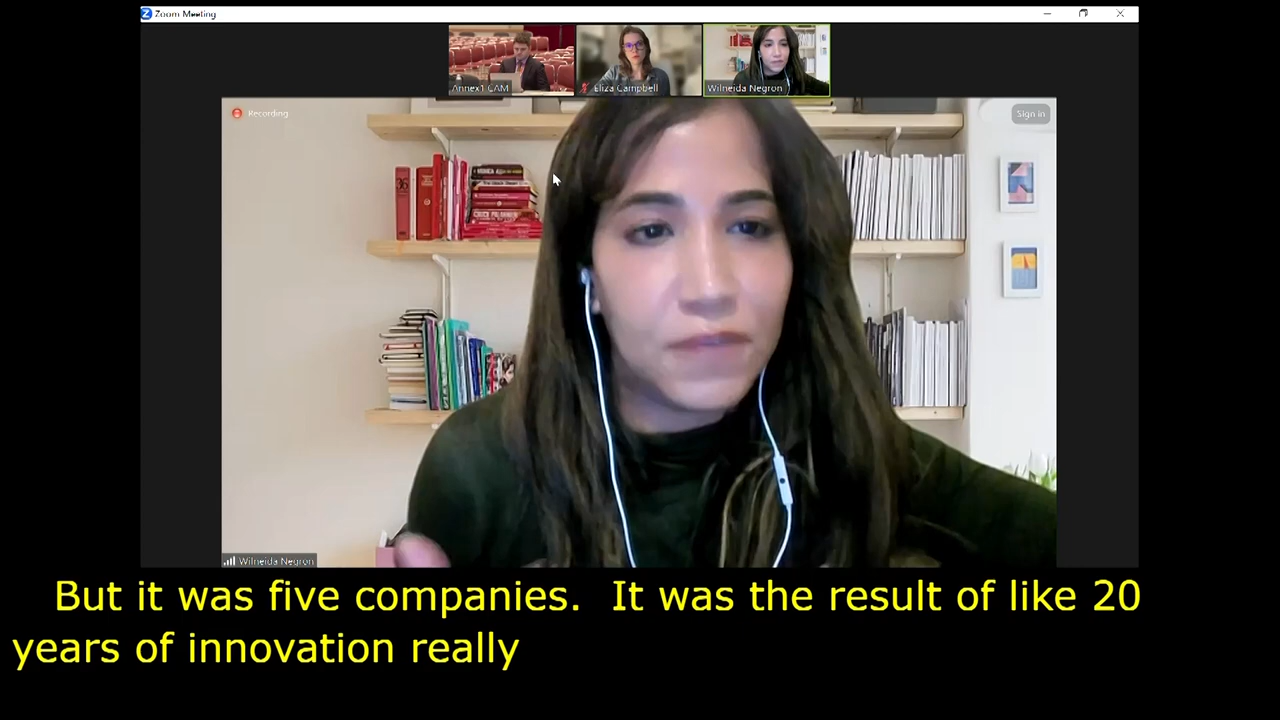 Zoom Meeting
Annex1 CAM
Eliza Campbell
Wilneida Negron
Recording
Sign in
Wilneida Negron
But it was five companies.  It was the result of like 20
years of innovation really